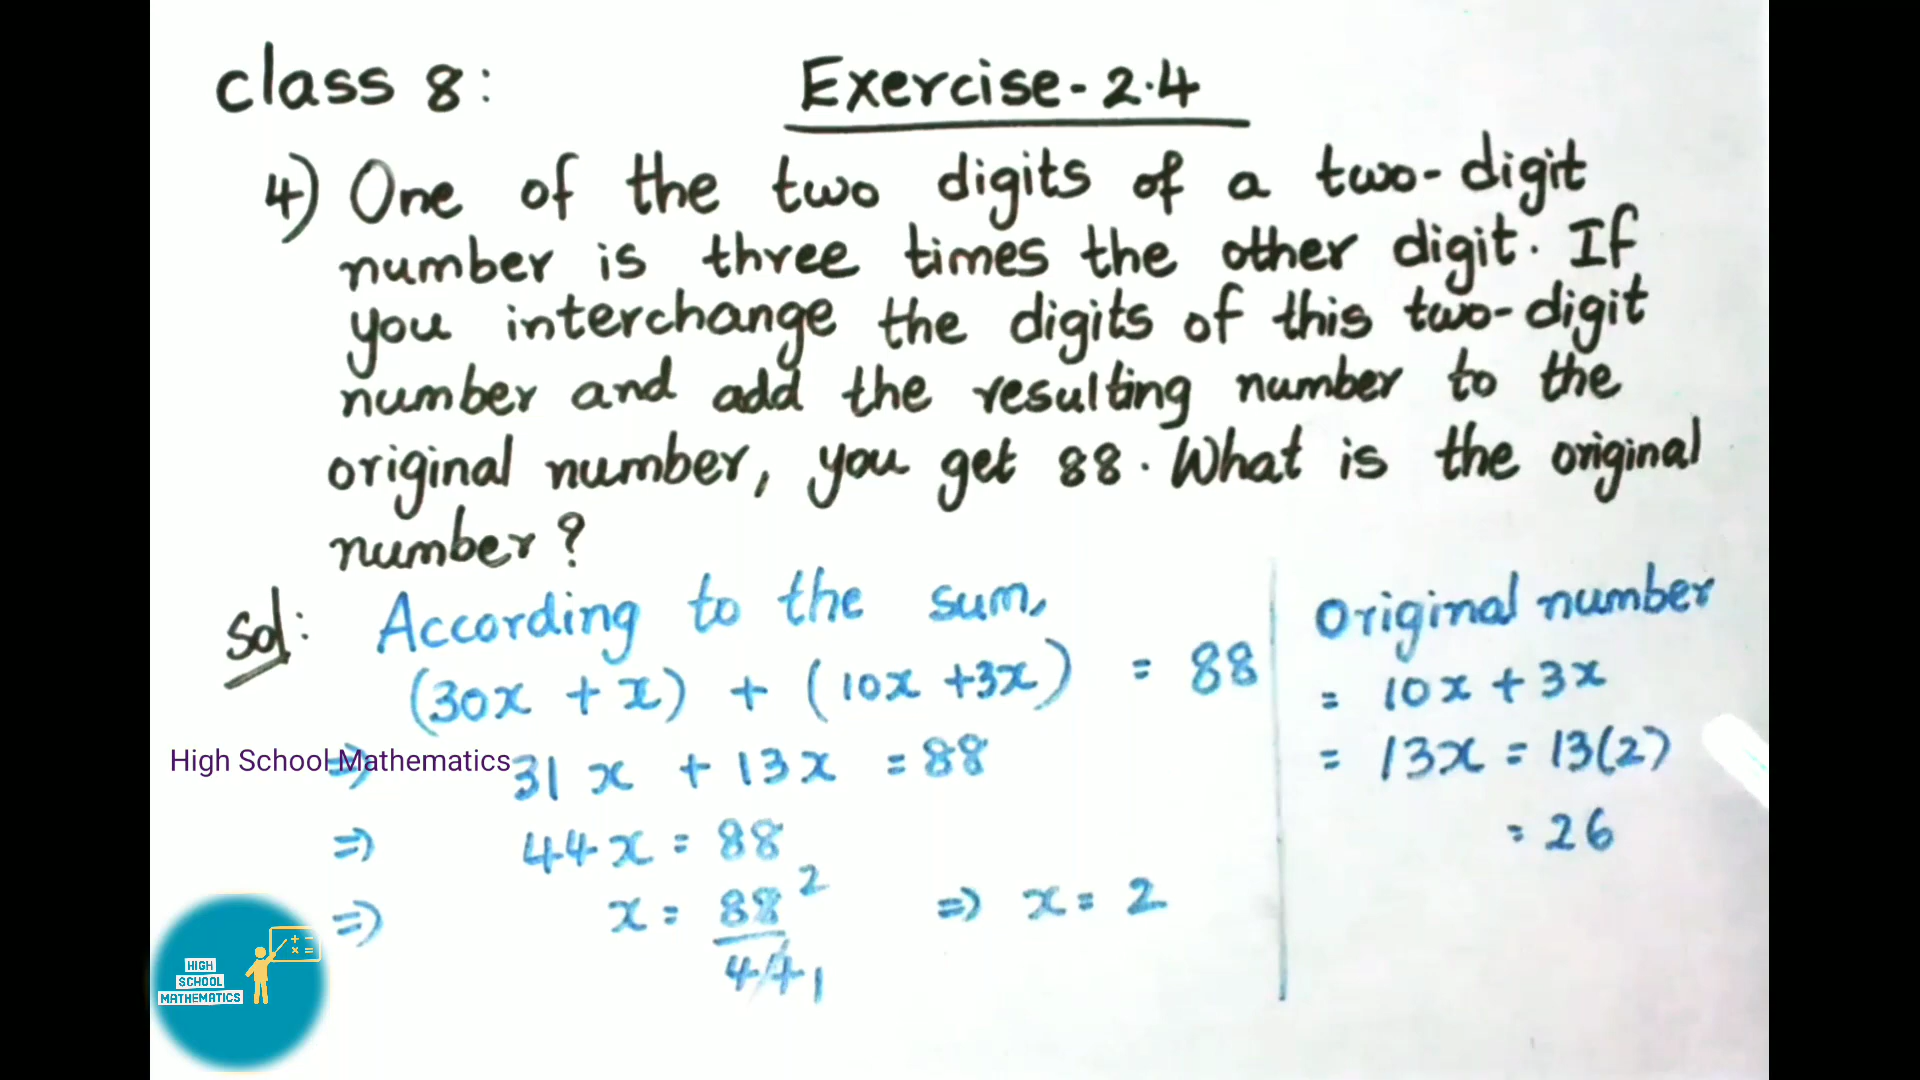 class 8:
Exercise-2.4
4) One of the two digits of a two-digit
number is three times the other digit. If
you interchange the digits of this two-digit
number and add the resulting number to the
original number, you get 88. What is the original
number?
Sol: According to the sum,
(30x + x) + (10x + 3x) = 88
⇒ 31x + 13x = 88
⇒ 44x = 88
⇒ x = 88/44 2 1 ⇒ x = 2
Original number
= 10x + 3x
= 13x = 13(2)
= 26
High School Mathematics
HIGH
SCHOOL
MATHEMATICS
+ −
× =